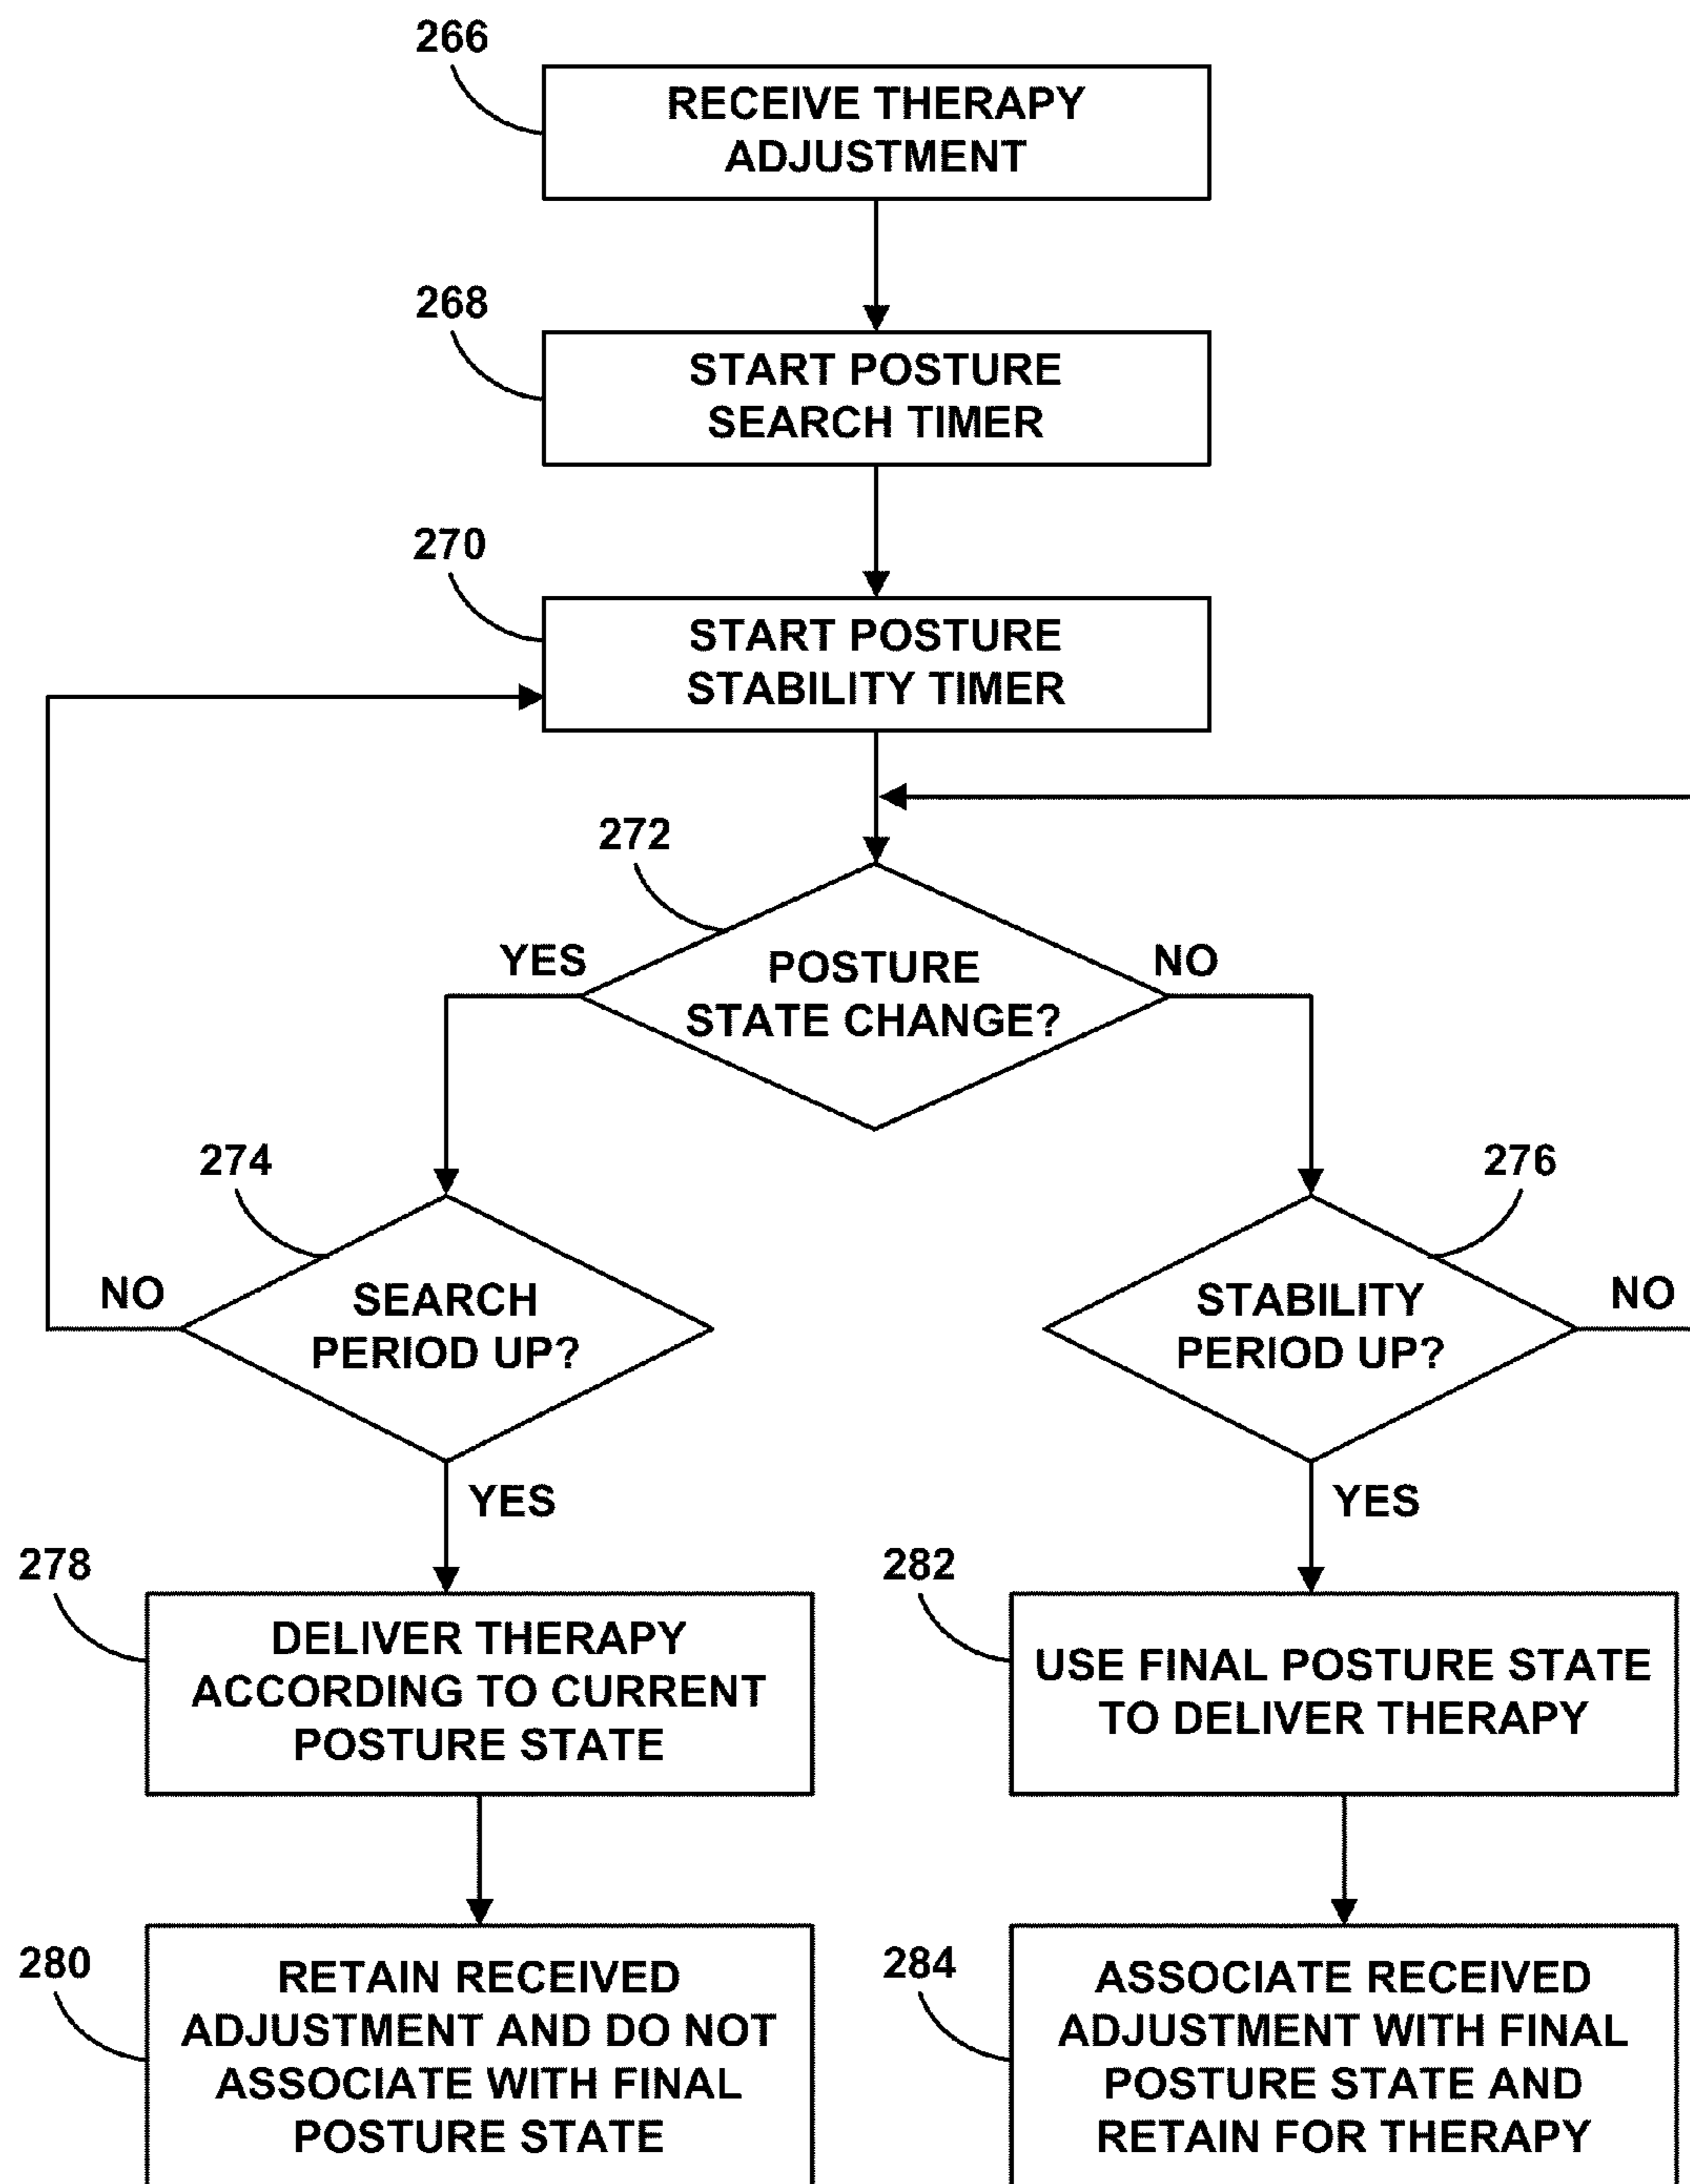 266
RECEIVE THERAPY
ADJUSTMENT
268
START POSTURE
SEARCH TIMER
270
START POSTURE
STABILITY TIMER
272
YES
POSTURE
STATE CHANGE?
NO
274
276
NO
SEARCH
PERIOD UP?
STABILITY
PERIOD UP?
NO
YES
YES
278
DELIVER THERAPY
ACCORDING TO CURRENT
POSTURE STATE
282
USE FINAL POSTURE STATE
TO DELIVER THERAPY
280
RETAIN RECEIVED
ADJUSTMENT AND DO NOT
ASSOCIATE WITH FINAL
POSTURE STATE
284
ASSOCIATE RECEIVED
ADJUSTMENT WITH FINAL
POSTURE STATE AND
RETAIN FOR THERAPY